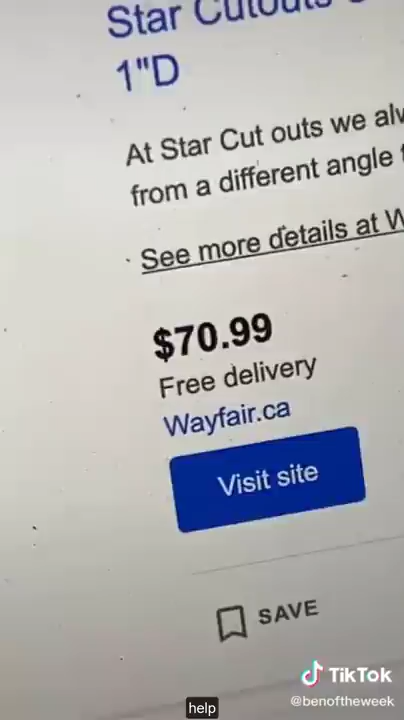 Star Cutouts
1"D
At Star Cut outs we
from a different angle
See more details at
$70.99
Free delivery
Wayfair.ca
Visit site
SAVE
TikTok
@benoftheweek
help